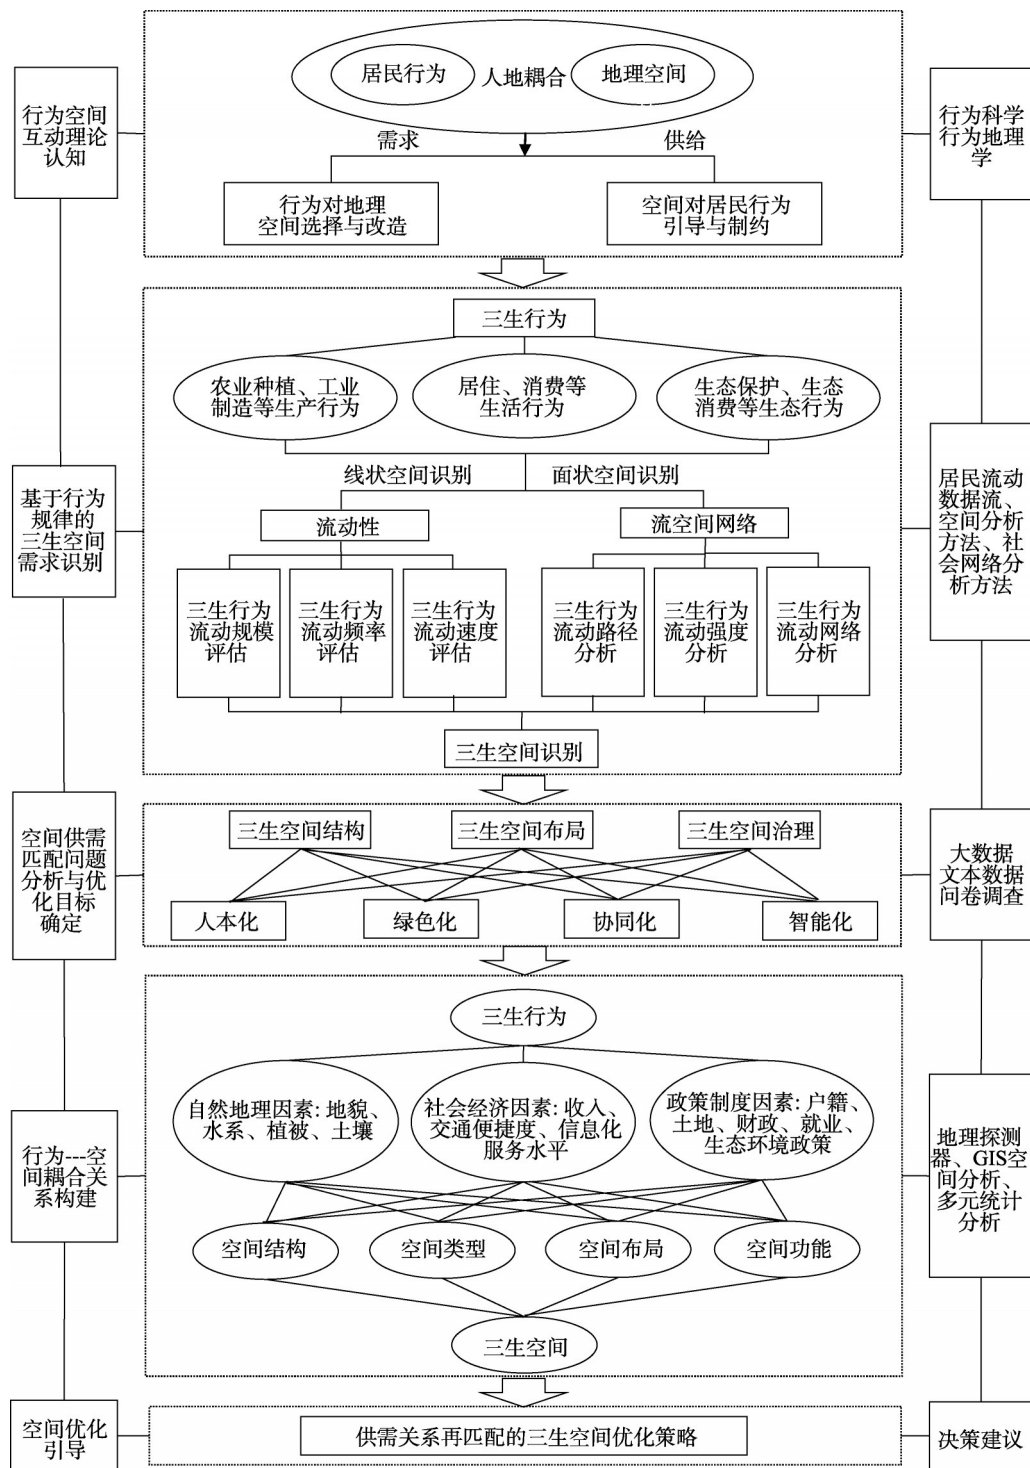 居民行为
人地耦合
地理空间
行为空间
互动理论
认知
行为科学
行为地理
学
需求
供给
行为对地理
空间选择与改造
空间对居民行为
引导与制约
三生行为
农业种植、工业
制造等生产行为
居住、消费等
生活行为
生态保护、生态
消费等生态行为
线状空间识别
面状空间识别
基于行为
规律的
三生空间
需求识别
居民流动
数据流、
空间分析
方法、社
会网络分
析方法
流动性
流空间网络
三生行为
流动规模
评估
三生行为
流动频率
评估
三生行为
流动速度
评估
三生行为
流动路径
分析
三生行为
流动强度
分析
三生行为
流动网络
分析
三生空间识别
空间供需
匹配问题
分析与优
化目标
确定
三生空间结构
三生空间布局
三生空间治理
大数据
文本数据
问卷调查
人本化
绿色化
协同化
智能化
三生行为
自然地理因素: 地貌、
水系、植被、土壤
社会经济因素: 收入、
交通便捷度、信息化
服务水平
政策制度因素: 户籍、
土地、财政、就业、
生态环境政策
行为---空
间耦合关
系构建
地理探测
器、GIS空
间分析、
多元统计
分析
空间结构
空间类型
空间布局
空间功能
三生空间
空间优化
引导
供需关系再匹配的三生空间优化策略
决策建议